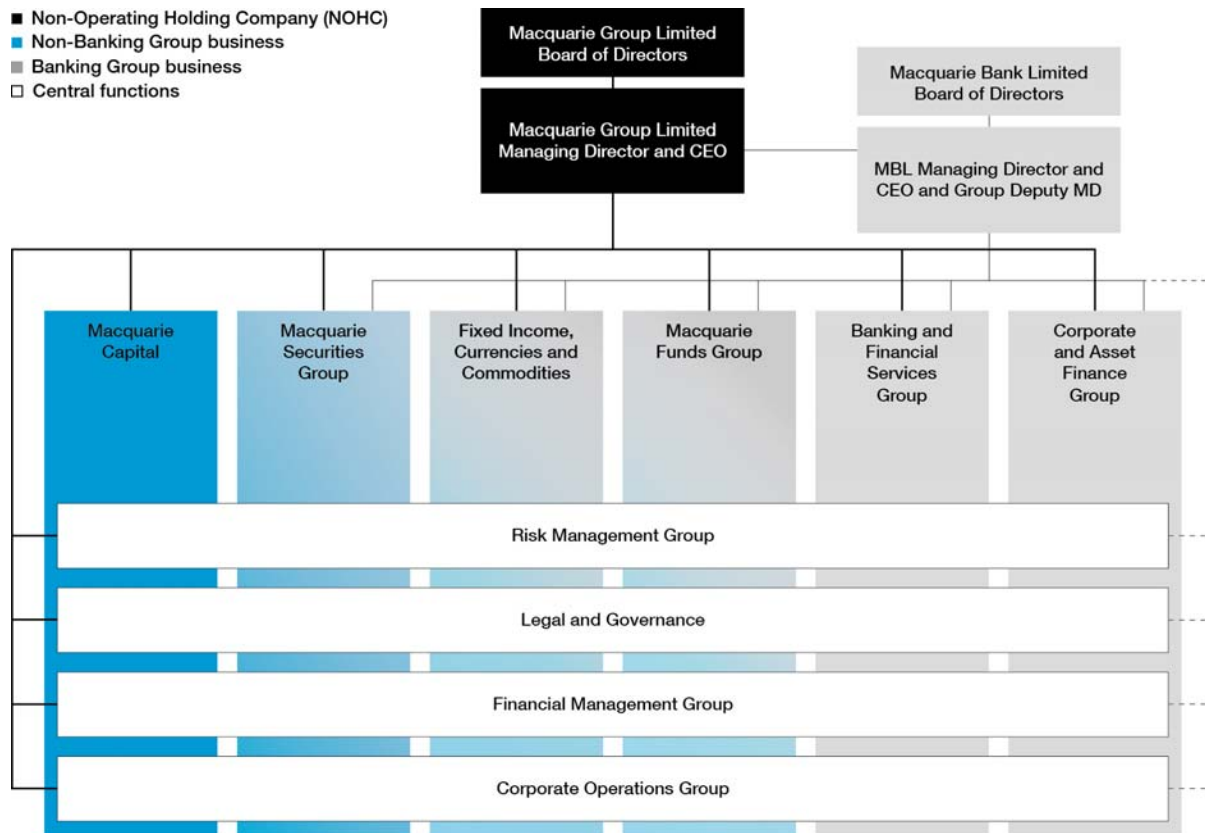 Non-Operating Holding Company (NOHC)
Non-Banking Group business
Banking Group business
Central functions
Macquarie Group Limited
Board of Directors
Macquarie Bank Limited
Board of Directors
Macquarie Group Limited
Managing Director and CEO
MBL Managing Director and
CEO and Group Deputy MD
Macquarie
Capital
Macquarie
Securities
Group
Fixed Income,
Currencies and
Commodities
Macquarie
Funds Group
Banking and
Financial
Services
Group
Corporate
and Asset
Finance
Group
Risk Management Group
Legal and Governance
Financial Management Group
Corporate Operations Group